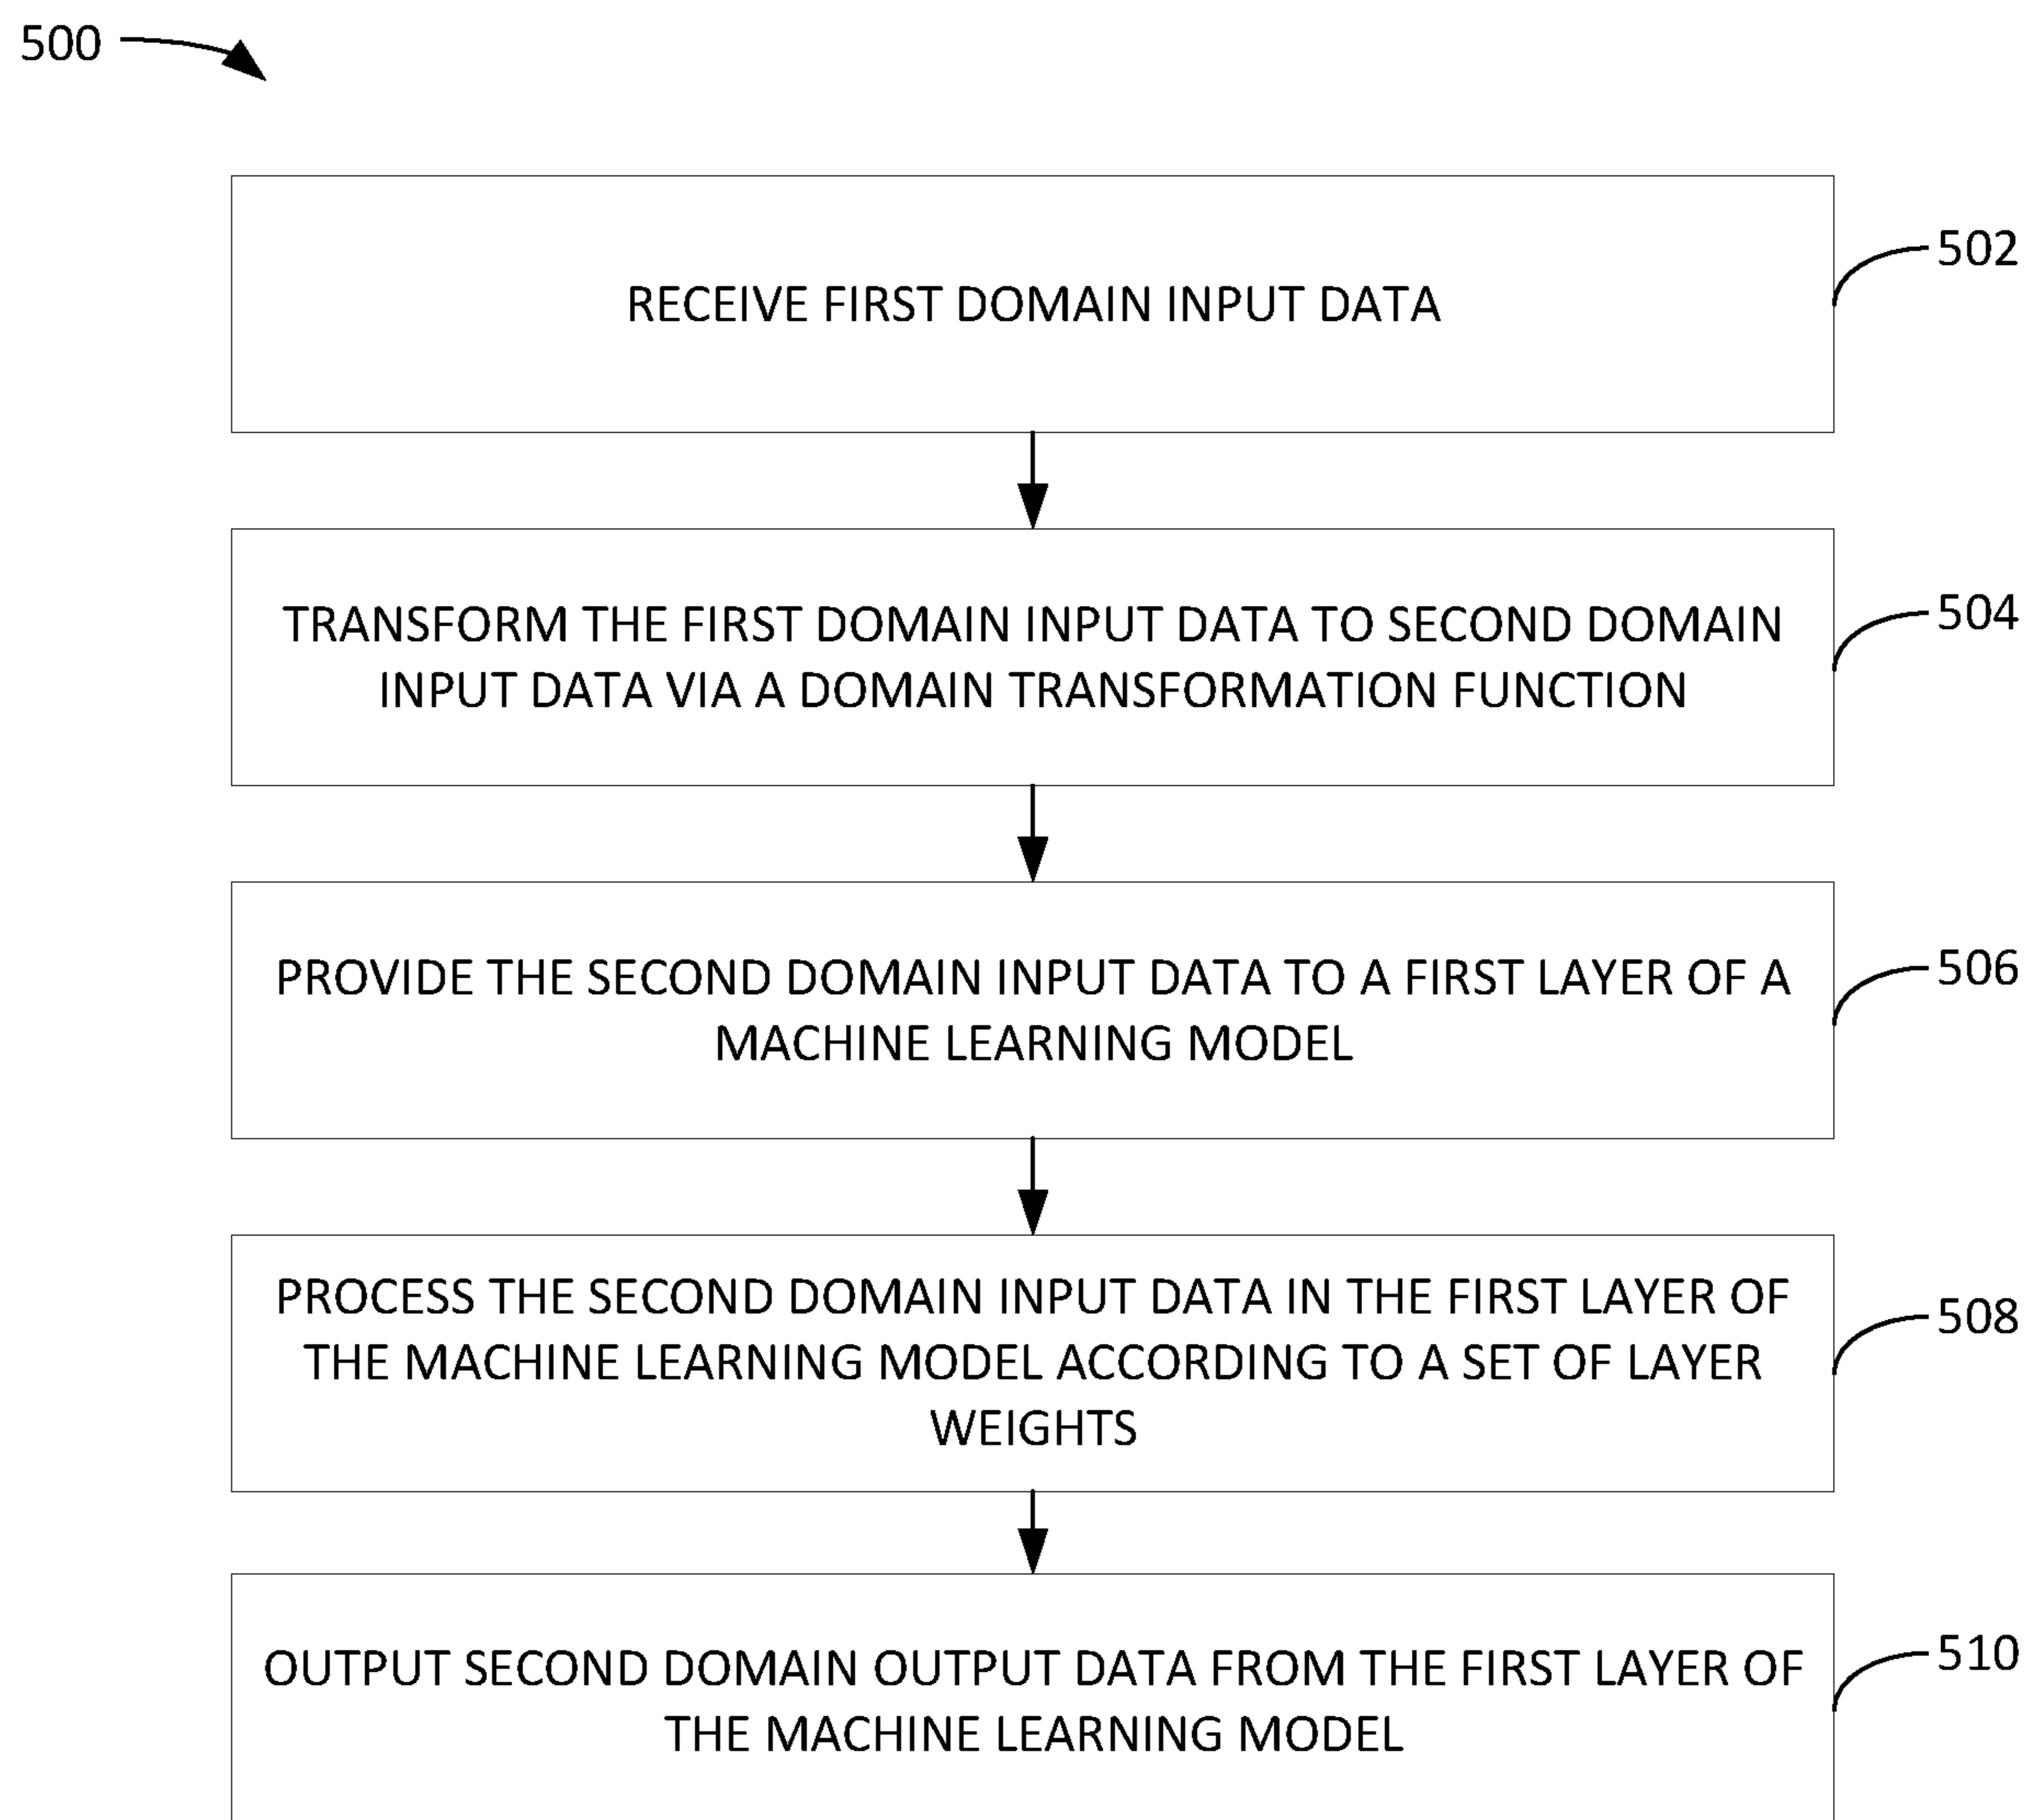 500
RECEIVE FIRST DOMAIN INPUT DATA
502
TRANSFORM THE FIRST DOMAIN INPUT DATA TO SECOND DOMAIN
INPUT DATA VIA A DOMAIN TRANSFORMATION FUNCTION
504
PROVIDE THE SECOND DOMAIN INPUT DATA TO A FIRST LAYER OF A
MACHINE LEARNING MODEL
506
PROCESS THE SECOND DOMAIN INPUT DATA IN THE FIRST LAYER OF
THE MACHINE LEARNING MODEL ACCORDING TO A SET OF LAYER
WEIGHTS
508
OUTPUT SECOND DOMAIN OUTPUT DATA FROM THE FIRST LAYER OF
THE MACHINE LEARNING MODEL
510